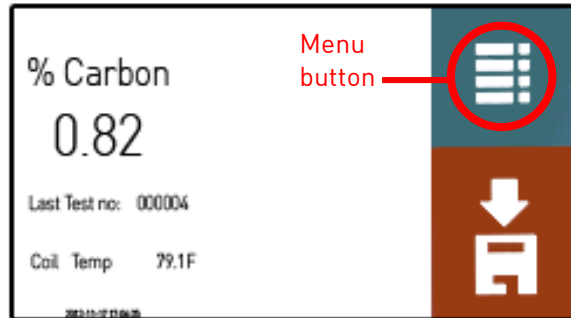 % Carbon
0.82
Last Test no: 000004
Coil Temp 79.1F
Menu
button